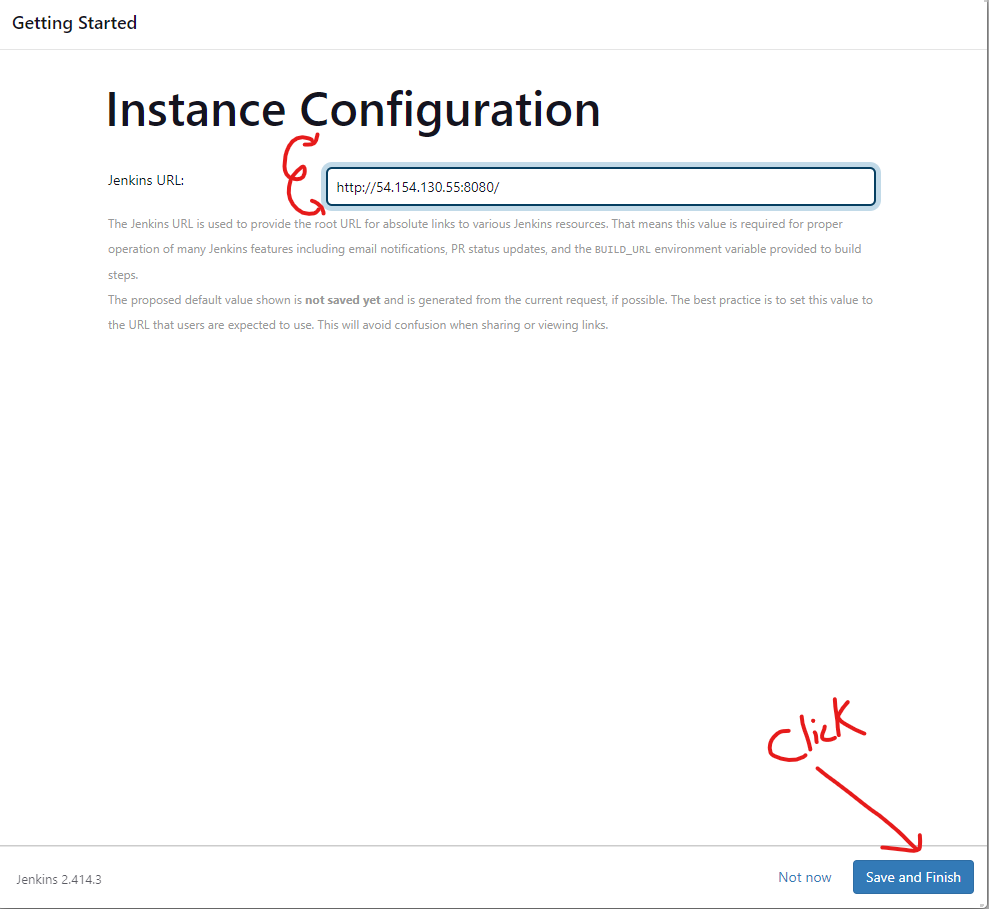 Getting Started
Instance Configuration
Jenkins URL:
http://54.154.130.55:8080/
The Jenkins URL is used to provide the root URL for absolute links to various Jenkins resources. That means this value is required for proper
operation of many Jenkins features including email notifications, PR status updates, and the BUILD_URL environment variable provided to build
steps.
The proposed default value shown is not saved yet and is generated from the current request, if possible. The best practice is to set this value to
the URL that users are expected to use. This will avoid confusion when sharing or viewing links.
Click
Jenkins 2.414.3
Not now
Save and Finish